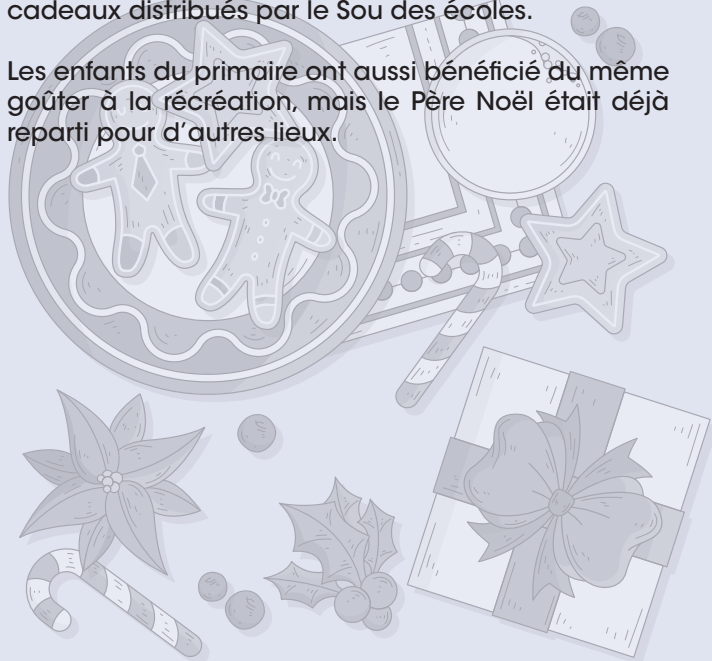 cadeaux distribués par le Sou des écoles.
Les enfants du primaire ont aussi bénéficié du même
goûter à la récréation, mais le Père Noël était déjà
reparti pour d'autres lieux.